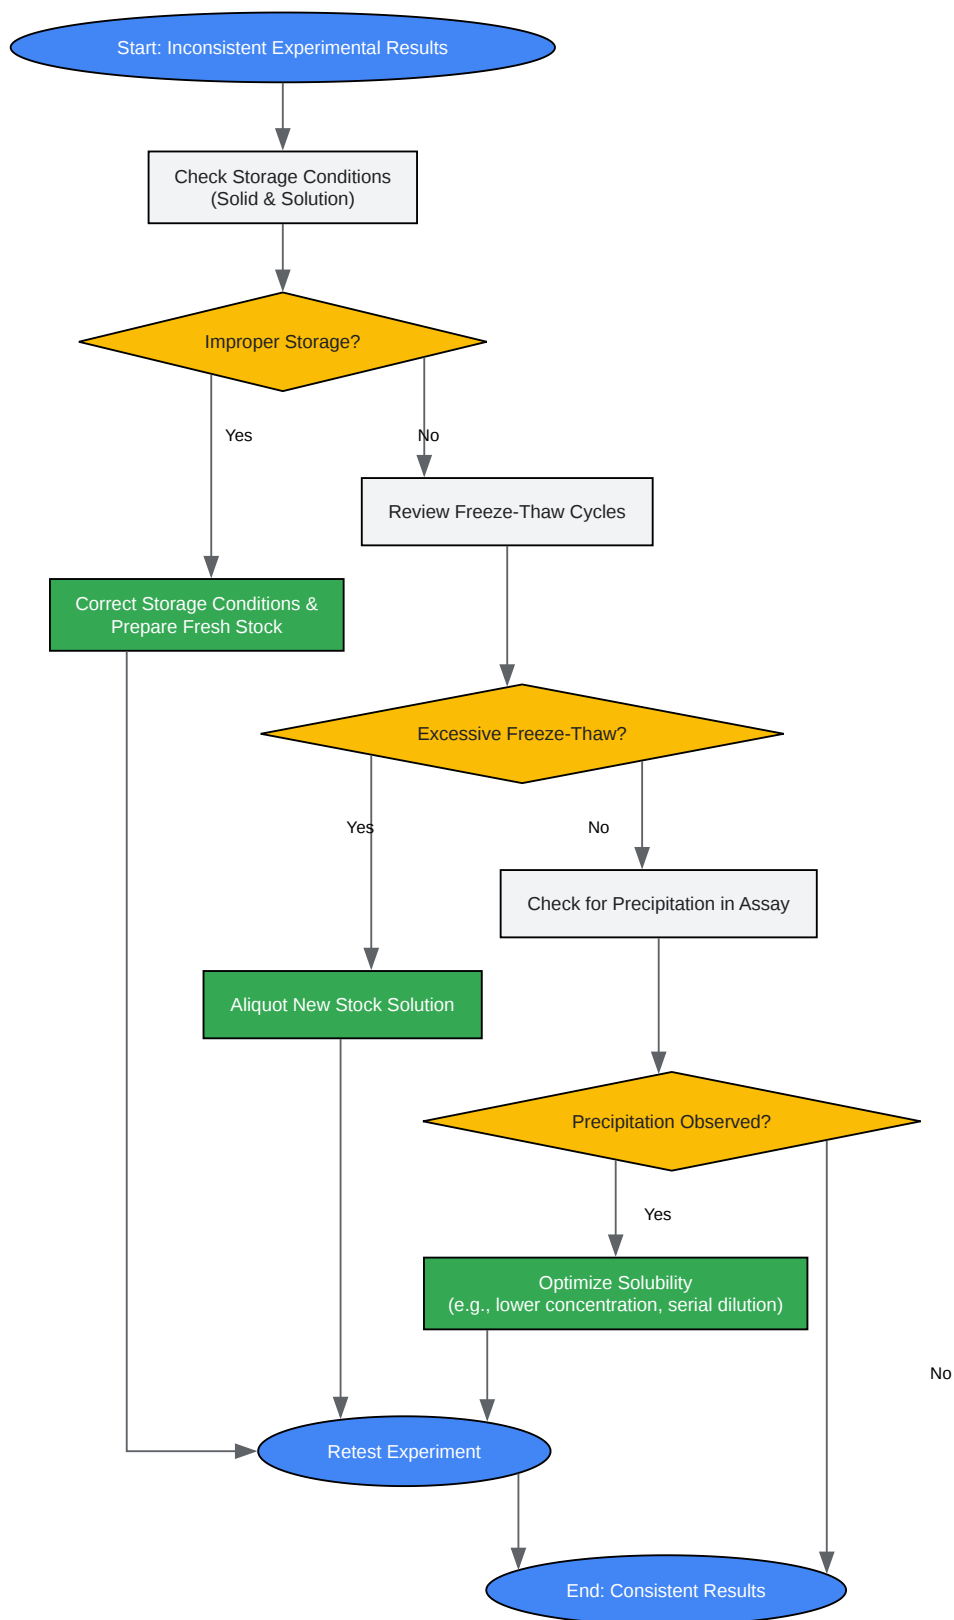 Start: Inconsistent Experimental Results
Check Storage Conditions
(Solid & Solution)
Improper Storage?
Yes
No
Review Freeze-Thaw Cycles
Correct Storage Conditions &
Prepare Fresh Stock
Excessive Freeze-Thaw?
Yes
No
Check for Precipitation in Assay
Aliquot New Stock Solution
Precipitation Observed?
Yes
Optimize Solubility
(e.g., lower concentration, serial dilution)
No
Retest Experiment
End: Consistent Results